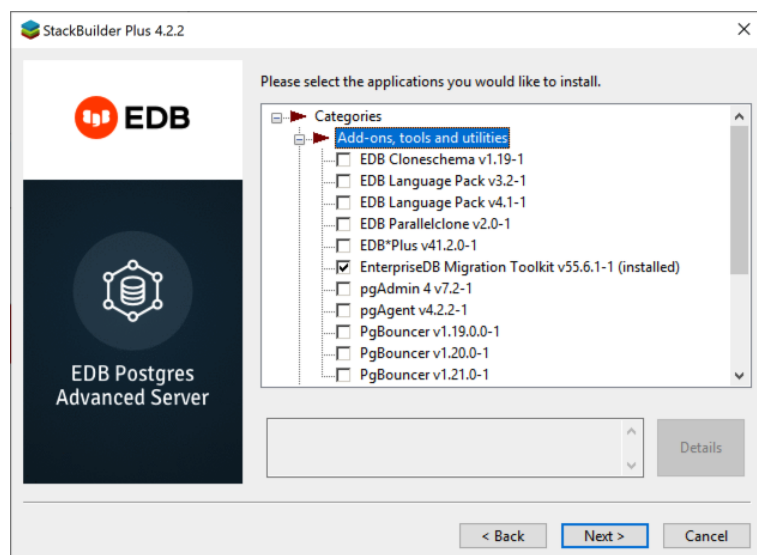 StackBuilder Plus 4.2.2
EDB
EDB Postgres
Advanced Server
Please select the applications you would like to install.
Categories
Add-ons, tools and utilities
EDB Cloneschema v1.19-1
EDB Language Pack v3.2-1
EDB Language Pack v4.1-1
EDB Parallelclone v2.0-1
EDB*Plus v41.2.0-1
EnterpriseDB Migration Toolkit v55.6.1-1 (installed)
pgAdmin 4 v7.2-1
pgAgent v4.2.2-1
PgBouncer v1.19.0.0-1
PgBouncer v1.20.0-1
PgBouncer v1.21.0-1
Details
< Back
Next >
Cancel